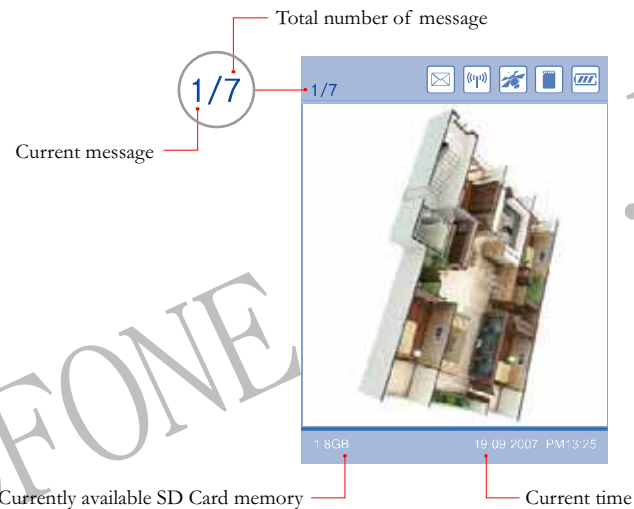 Total number of message
1/7
1/7
Current message
FONE
1 8GB
19 09 2007 PM13:25
Currently available SD Card memory
Current time